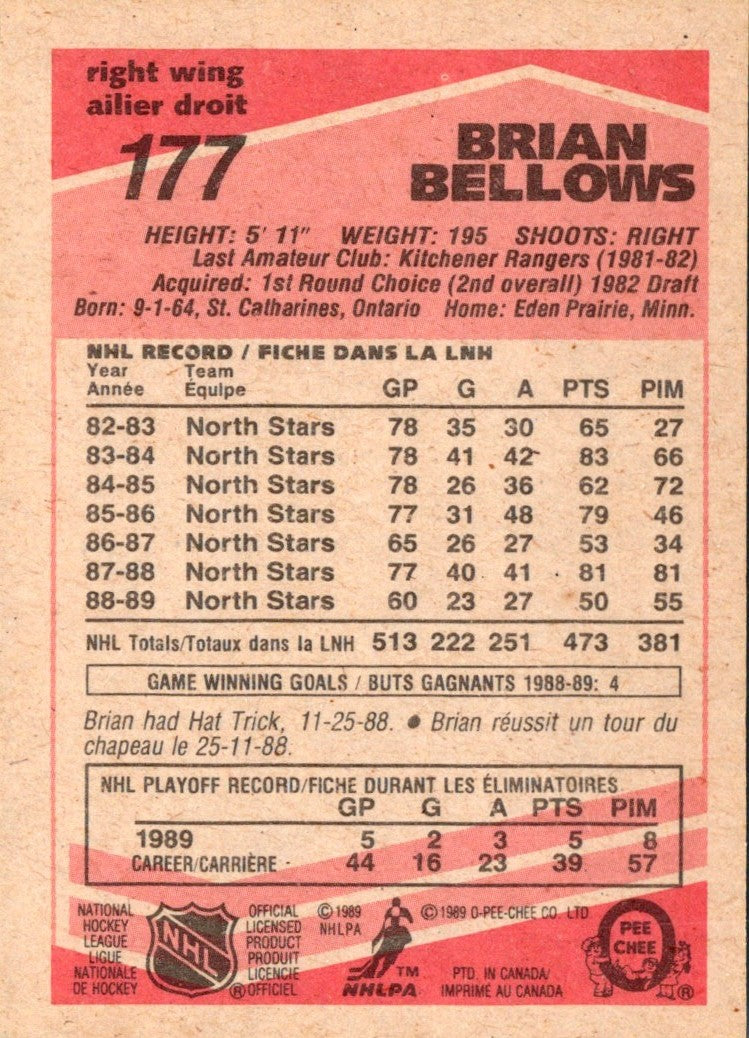 right wing
ailier droit
177
BRIAN
BELLOWS
HEIGHT: 5' 11" WEIGHT: 195 SHOOTS: RIGHT
Last Amateur Club: Kitchener Rangers (1981-82)
Acquired: 1st Round Choice (2nd overall) 1982 Draft
Born: 9-1-64, St. Catharines, Ontario Home: Eden Prairie, Minn.
NHL RECORD / FICHE DANS LA LNH
Year Team
Année Équipe GP G A PTS PIM
82-83 North Stars 78 35 30 65 27
83-84 North Stars 78 41 42 83 66
84-85 North Stars 78 26 36 62 72
85-86 North Stars 77 31 48 79 46
86-87 North Stars 65 26 27 53 34
87-88 North Stars 77 40 41 81 81
88-89 North Stars 60 23 27 50 55
NHL Totals/Totaux dans la LNH 513 222 251 473 381
GAME WINNING GOALS / BUTS GAGNANTS 1988-89: 4
Brian had Hat Trick, 11-25-88. ● Brian réussit un tour du
chapeau le 25-11-88.
NHL PLAYOFF RECORD/FICHE DURANT LES ÉLIMINATOIRES
GP G A PTS PIM
1989 5 2 3 5 8
CAREER/CARRIÈRE - 44 16 23 39 57
NATIONAL
HOCKEY
LEAGUE
LIGUE
NATIONALE
DE HOCKEY
NHL
®
OFFICIAL
LICENSED
PRODUCT
PRODUIT
LICENCIE
OFFICIEL
© 1989
NHLPA
TM
NHLPA
© 1989 O-PEE-CHEE CO. LTD
PTD. IN CANADA/
IMPRIMÉ AU CANADA
O
PEE
CHEE
®